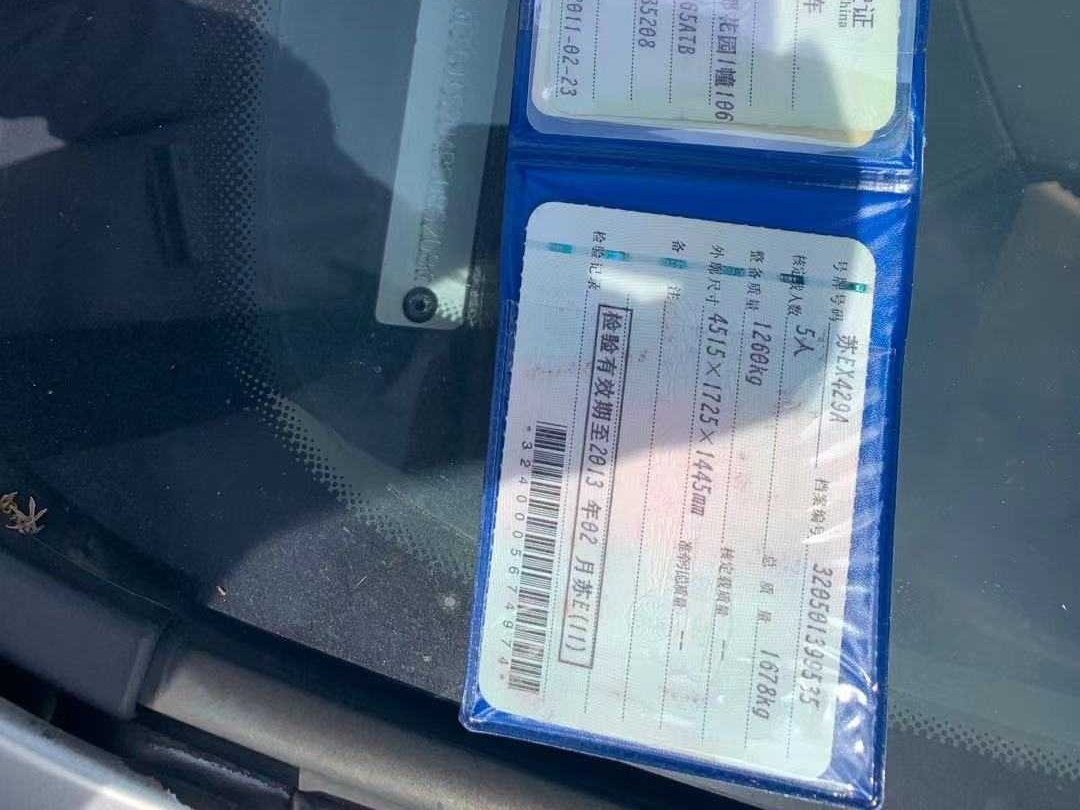 证
China
车
花园1幢106
65ATB
35208
2011-02-23
号牌号码 苏EX429A 档案编号 320501399535
核定载人数 5人 总质量 1678kg
整备质量 1260kg 核定载质量 --
外廓尺寸 4515×1725×1445mm 准牵引总质量 --
备注
检验记录
检验有效期至2013年02月苏E(11)
*3240005674974*